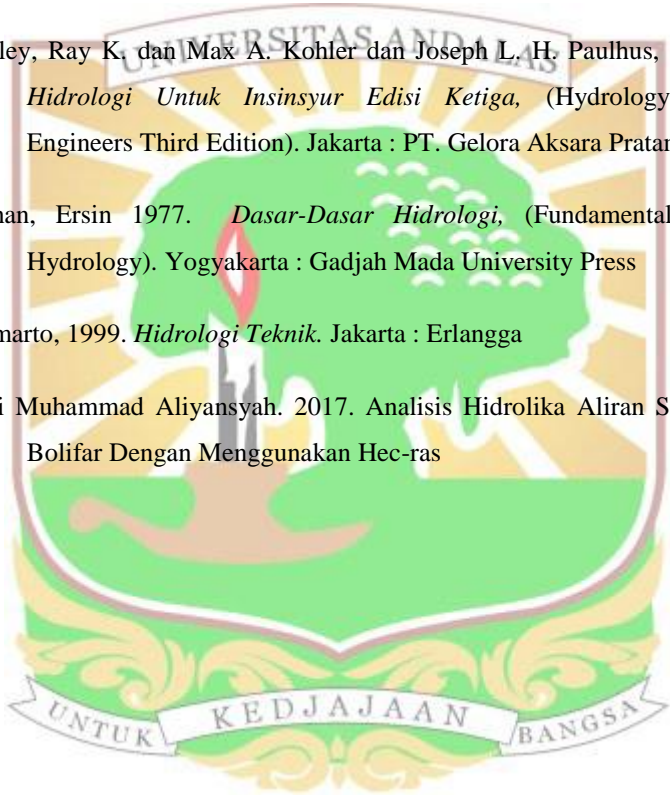 UNIVERSITAS ANDALAS
ley, Ray K. dan Max A. Kohler dan Joseph L. H. Paulhus,
Hidrologi Untuk Insinsyur Edisi Ketiga, (Hydrology
Engineers Third Edition). Jakarta : PT. Gelora Aksara Pratam
nan, Ersin 1977. Dasar-Dasar Hidrologi, (Fundamental
Hydrology). Yogyakarta : Gadjah Mada University Press
marto, 1999. Hidrologi Teknik. Jakarta : Erlangga
i Muhammad Aliyansyah. 2017. Analisis Hidrolika Aliran S
Bolifar Dengan Menggunakan Hec-ras
UNTUK KEDJAJAAN BANGSA